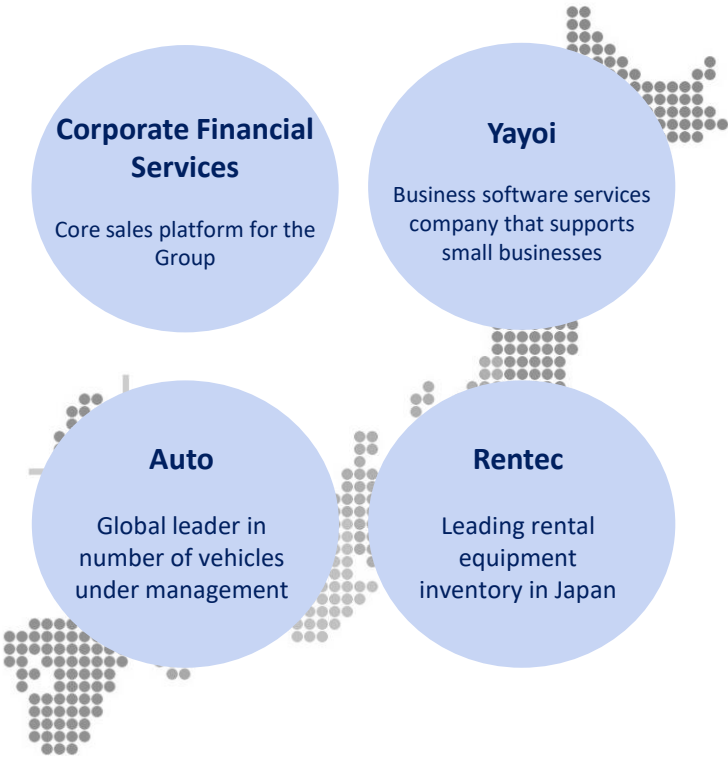 Corporate Financial
Services
Core sales platform for the
Group
Yayoi
Business software services
company that supports
small businesses
Auto
Global leader in
number of vehicles
under management
Rentec
Leading rental
equipment
inventory in Japan